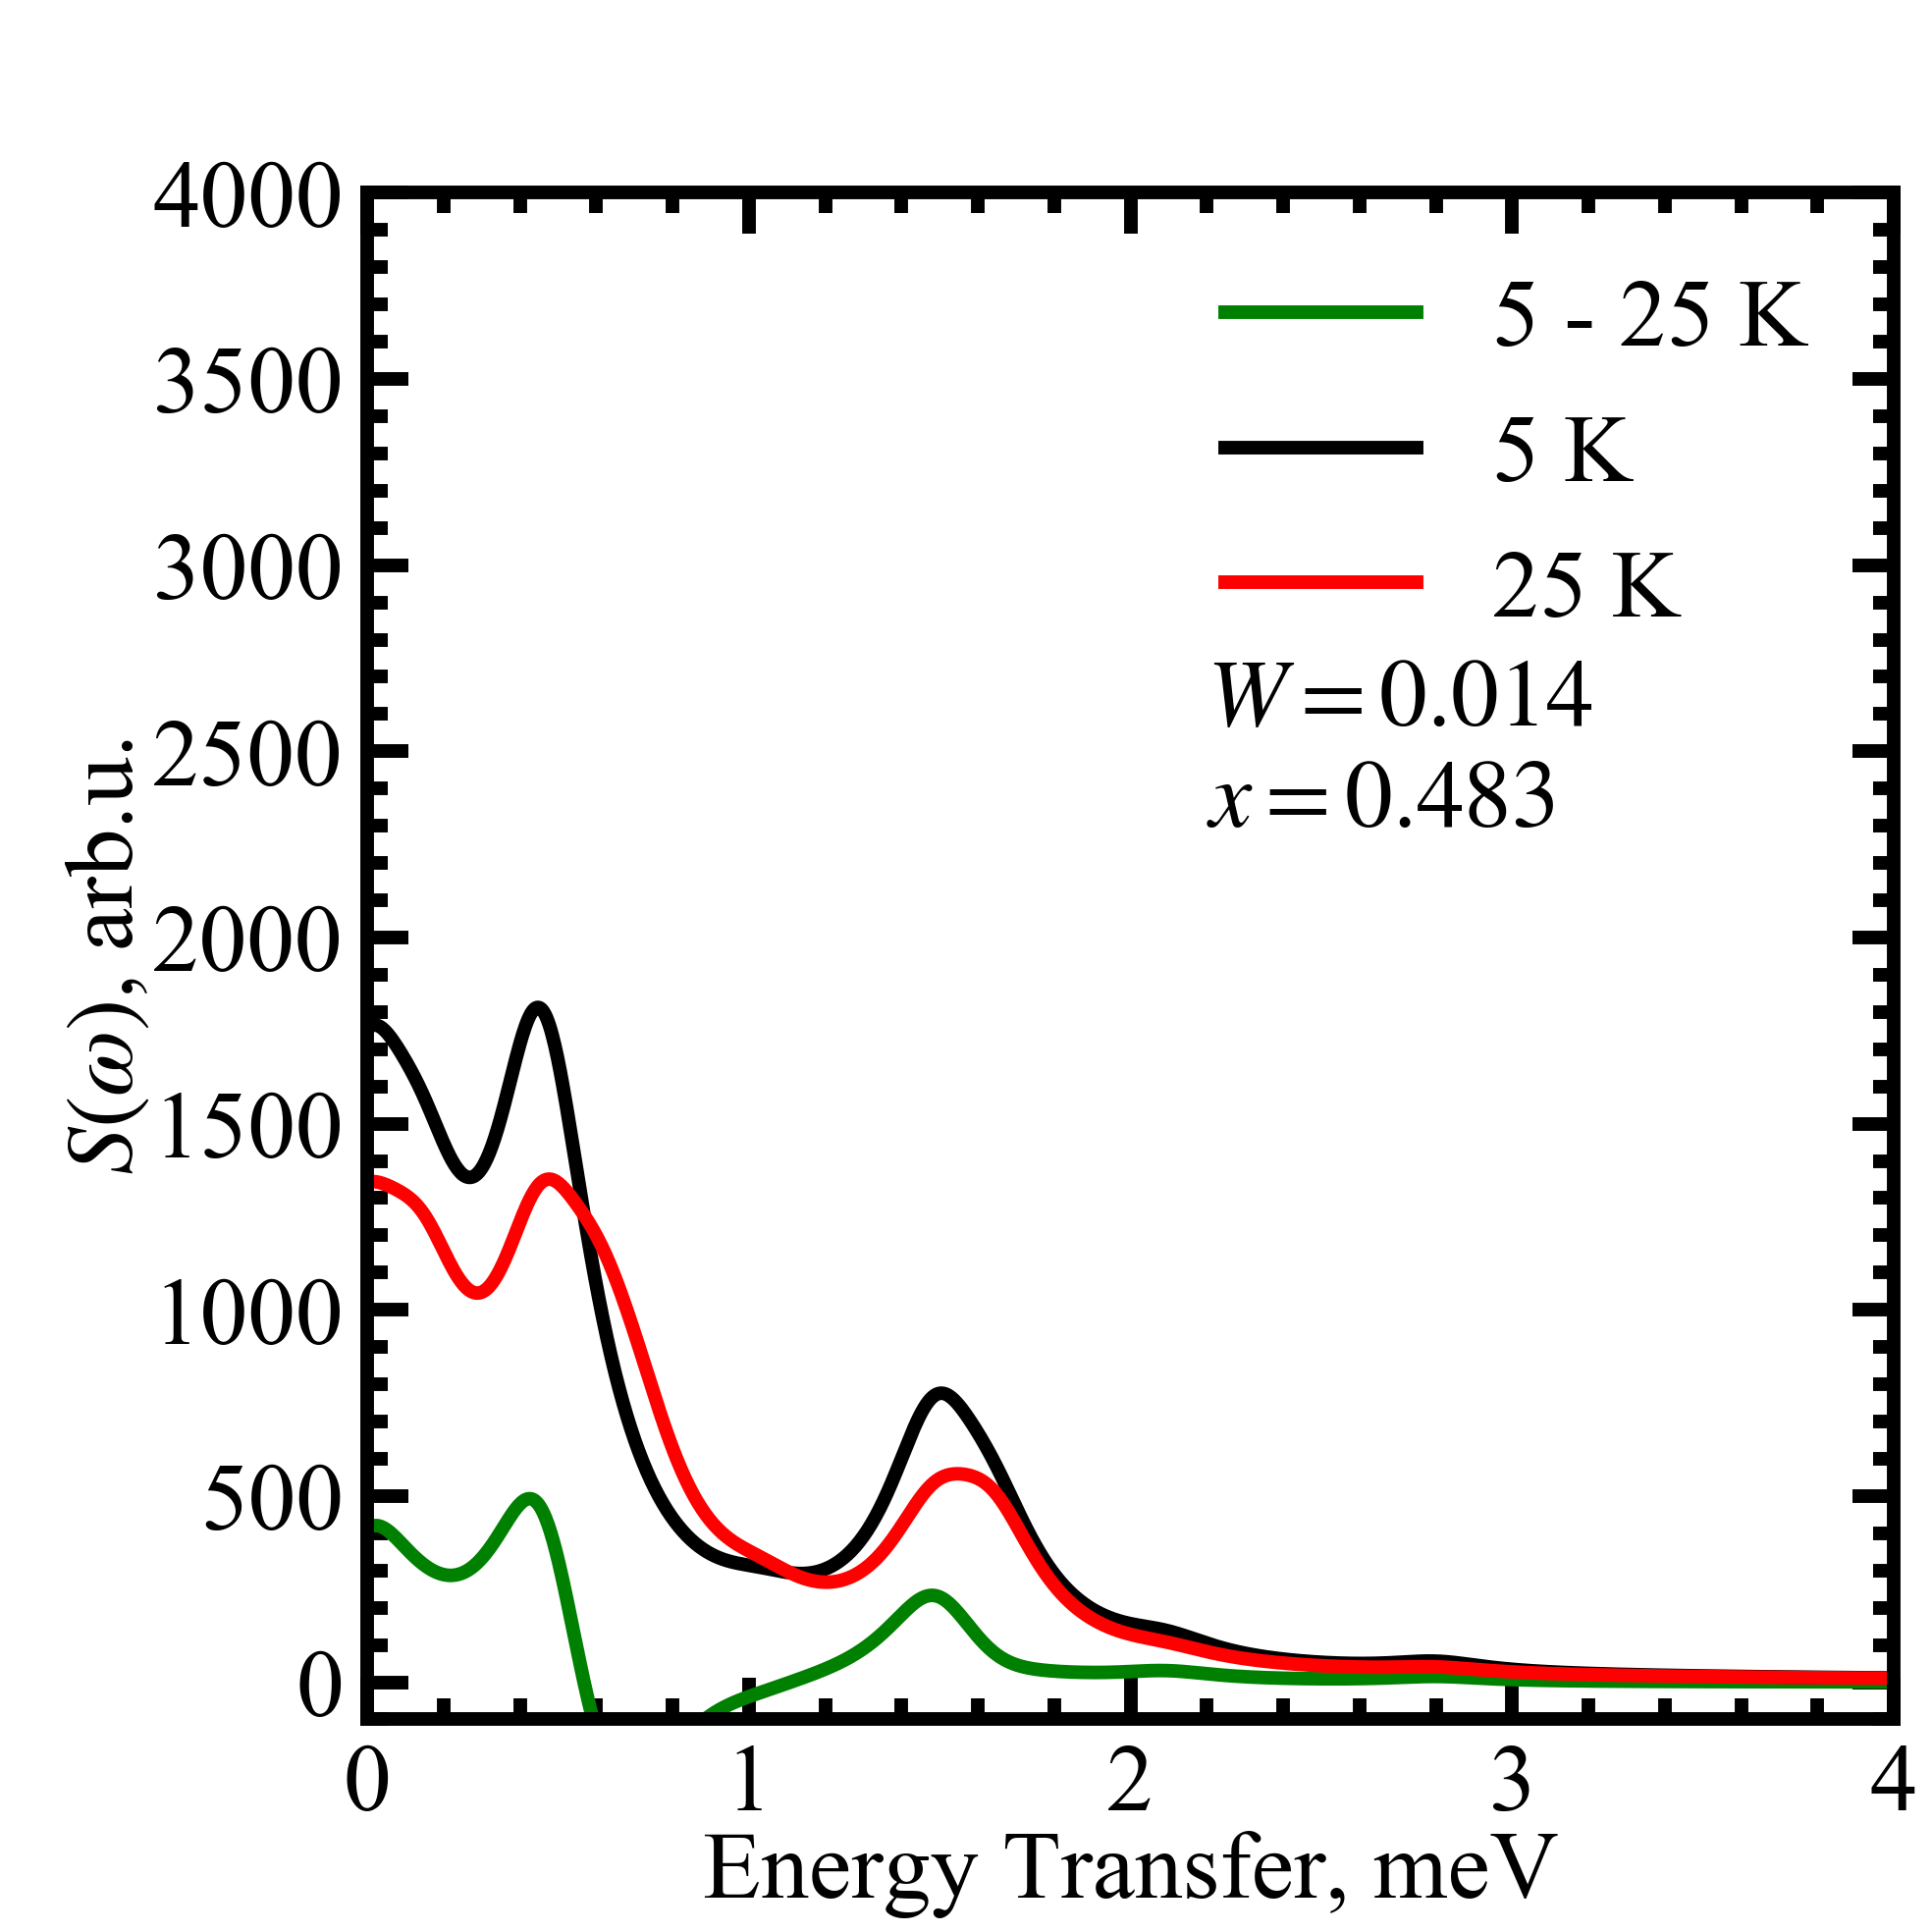 4000
3500
3000
2500
2000
1500
1000
500
0
S(ω), arb.u.
5 - 25 K
5 K
25 K
W = 0.014
x = 0.483
0 1 2 3 4
Energy Transfer, meV